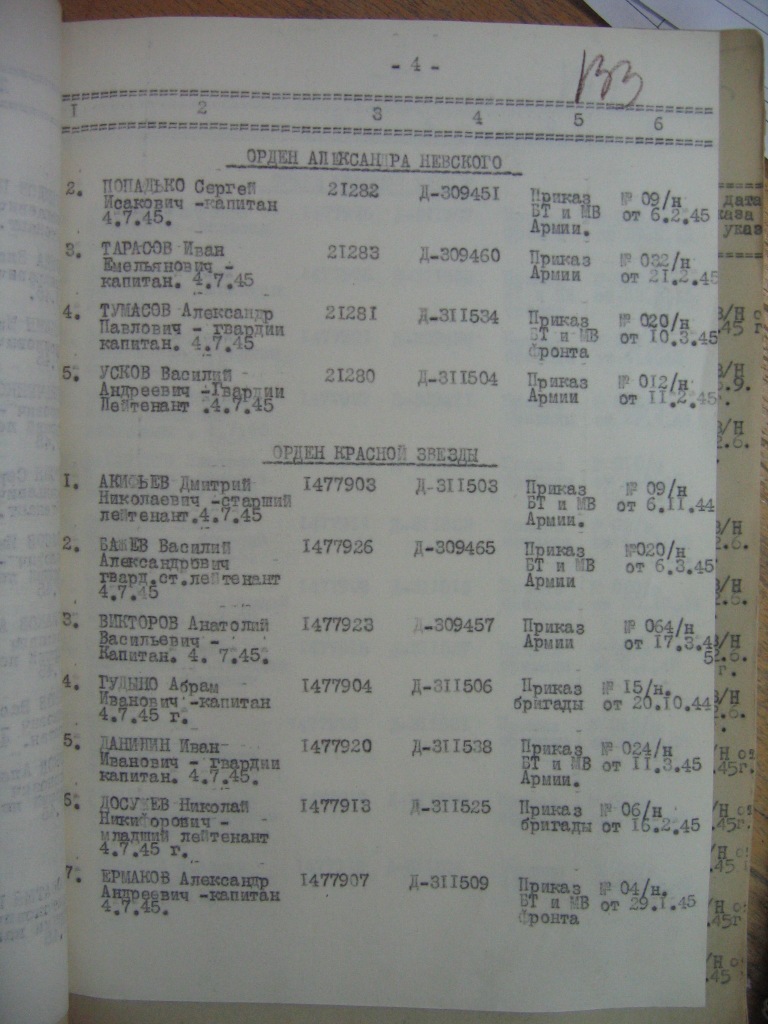 - 4 -
133
1 2 3 4 5 6
ОРДЕН АЛЕКСАНДРА НЕВСКОГО
2. ПОПАДЬКО Сергей 21282 Д-309451 Приказ № 09/н
Исакович -капитан БТ и МВ от 6.2.45
4.7.45. Армии.
3. ТАРАСОВ Иван 21283 Д-309460 Приказ № 032/н
Емельянович - Армии от 21.2.45
капитан. 4.7.45
4. ТУМАСОВ Александр 21281 Д-311534 Приказ № 020/н
Павлович - гвардии БТ и МВ от 10.3.45
капитан. 4.7.45 фронта
5. УСКОВ Василий 21280 Д-311504 Приказ № 012/н
Андреевич -Гвардии Армии от 11.2.45
Лейтенант .4.7.45
ОРДЕН КРАСНОЙ ЗВЕЗДЫ
1. АКИФЬЕВ Дмитрий 1477903 Д-311503 Приказ № 09/н
Николаевич -старший БТ и МВ от 6.11.44
лейтенант.4.7.45 Армии.
2. Василий 1477926 Д-309465 Приказ №020/н
Александрович БТ и МВ от 6.3.45
гвард.ст.лейтенант Армии
4.7.45
3. ВИКТОРОВ Анатолий 1477923 Д-309457 Приказ № 064/н
Васильевич - Армии от 17.3.4
Капитан. 4. 7.45. 5
4. ГУДЫНО Абрам 1477904 Д-311506 Приказ № 15/н.
Иванович -капитан бригады от 20.10.44
4.7.45 г.
5. ДАНИЛИН Иван 1477920 Д-311538 Приказ № 024/н
Иванович - гвардии БТ и МВ от 11.3.45
капитан. 4.7.45. Армии.
6. ДОСУЖЕВ Николай 1477913 Д-311525 Приказ № 06/н
Никифорович - бригады от 16.2.45
младший лейтенант
4.7.45 г.
7. ЕРМАКОВ Александр 1477907 Д-311509 Приказ № 04/н.
Андреевич -капитан БТ и МВ от 29.1.45
4.7.45. фронта